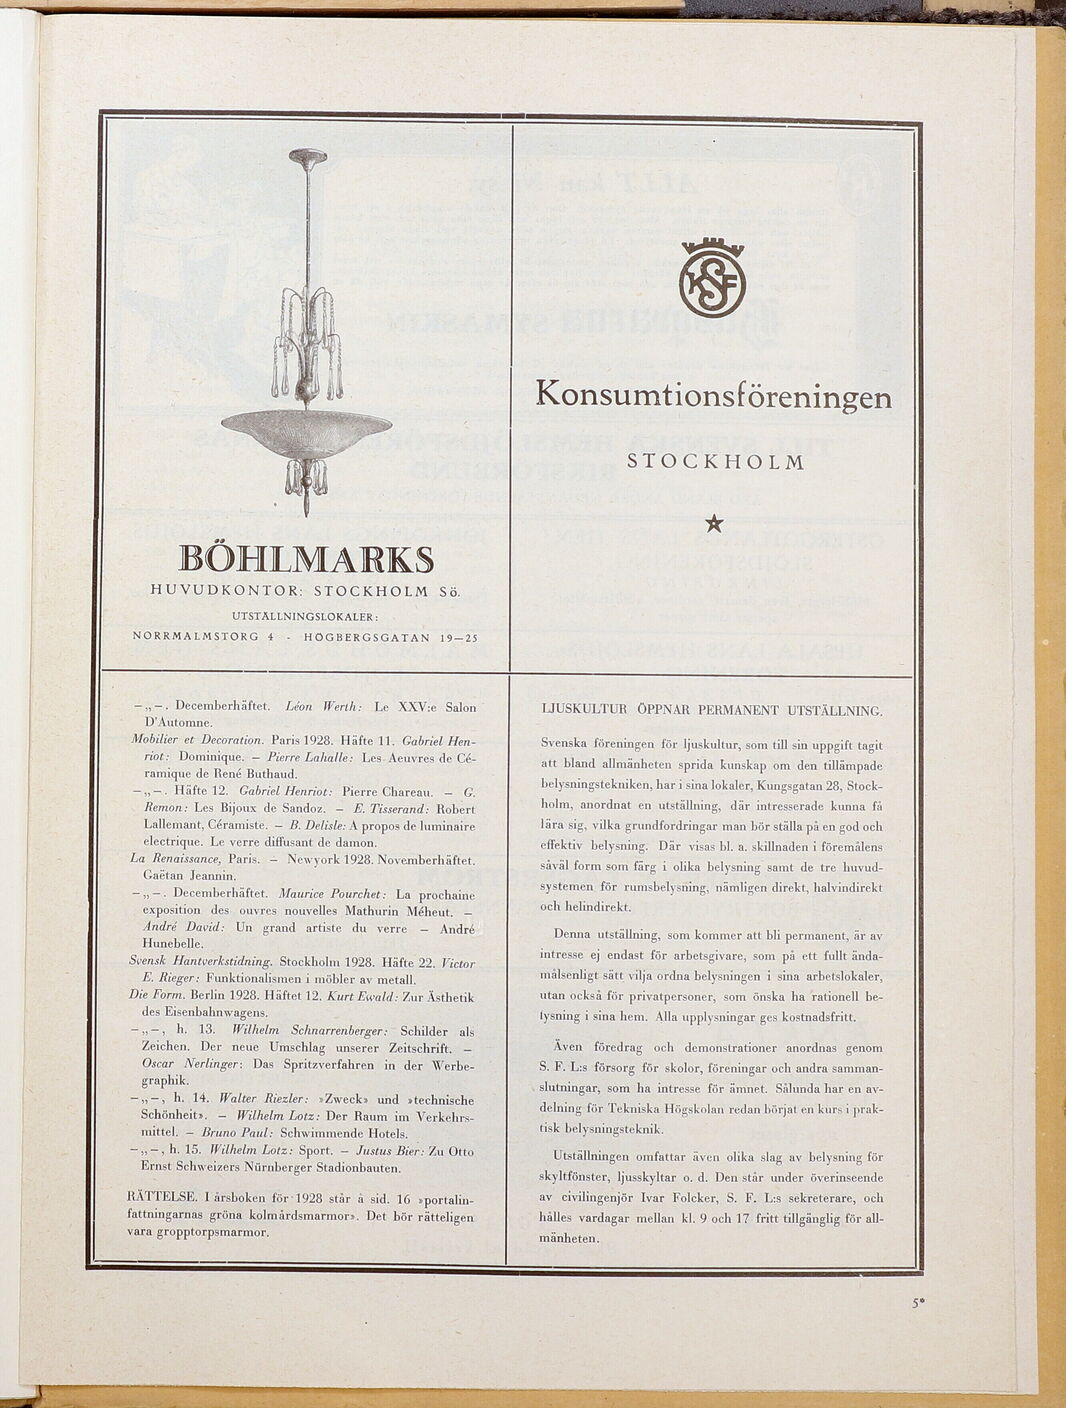 BÖHLMARKS
HUVUDKONTOR: STOCKHOLM Sö.
UTSTÄLLNINGSLOKALER:
NORRMALMSTORG 4 - HÖGBERGSGATAN 19—25
KSF
Konsumtionsföreningen
STOCKHOLM
—„—. Decemberhäftet. Léon Werth: Le XXV:e Salon
D'Automne.
Mobilier et Decoration. Paris 1928. Häfte 11. Gabriel Hen-
riot: Dominique. — Pierre Lahalle: Les Aeuvres de Cé-
ramique de René Buthaud.
—„—. Häfte 12. Gabriel Henriot: Pierre Chareau. — G.
Remon: Les Bijoux de Sandoz. — E. Tisserand: Robert
Lallemant, Céramiste. — B. Delisle: A propos de luminaire
electrique. Le verre diffusant de damon.
La Renaissance, Paris. — Newyork 1928. Novemberhäftet.
Gaëtan Jeannin.
—„—. Decemberhäftet. Maurice Pourchet: La prochaine
exposition des ouvres nouvelles Mathurin Méheut. —
André David: Un grand artiste du verre — André
Hunebelle.
Svensk Hantverkstidning. Stockholm 1928. Häfte 22. Victor
E. Rieger: Funktionalismen i möbler av metall.
Die Form. Berlin 1928. Häftet 12. Kurt Ewald: Zur Ästhetik
des Eisenbahnwagens.
—„—, h. 13. Wilhelm Schnarrenberger: Schilder als
Zeichen. Der neue Umschlag unserer Zeitschrift. —
Oscar Nerlinger: Das Spritzverfahren in der Werbe-
graphik.
—„—, h. 14. Walter Riezler: »Zweck» und »technische
Schönheit». — Wilhelm Lotz: Der Raum im Verkehrs-
mittel. — Bruno Paul: Schwimmende Hotels.
—„—, h. 15. Wilhelm Lotz: Sport. — Justus Bier: Zu Otto
Ernst Schweizers Nürnberger Stadionbauten.
RÄTTELSE. I årsboken för 1928 står å sid. 16 »portalin-
fattningarnas gröna kolmårdsmarmor». Det bör rätteligen
vara gropptorpsmarmor.
LJUSKULTUR ÖPPNAR PERMANENT UTSTÄLLNING.
Svenska föreningen för ljuskultur, som till sin uppgift tagit
att bland allmänheten sprida kunskap om den tillämpade
belysningstekniken, har i sina lokaler, Kungsgatan 28, Stock-
holm, anordnat en utställning, där intresserade kunna få
lära sig, vilka grundfordringar man bör ställa på en god och
effektiv belysning. Där visas bl. a. skillnaden i föremålens
såväl form som färg i olika belysning samt de tre huvud-
systemen för rumsbelysning, nämligen direkt, halvindirekt
och helindirekt.
Denna utställning, som kommer att bli permanent, är av
intresse ej endast för arbetsgivare, som på ett fullt ända-
målsenligt sätt vilja ordna belysningen i sina arbetslokaler,
utan också för privatpersoner, som önska ha rationell be-
lysning i sina hem. Alla upplysningar ges kostnadsfritt.
Även föredrag och demonstrationer anordnas genom
S. F. L:s försorg för skolor, föreningar och andra samman-
slutningar, som ha intresse för ämnet. Sålunda har en av-
delning för Tekniska Högskolan redan börjat en kurs i prak-
tisk belysningsteknik.
Utställningen omfattar även olika slag av belysning för
skyltfönster, ljusskyltar o. d. Den står under överinseende
av civilingenjör Ivar Folcker, S. F. L:s sekreterare, och
hålles vardagar mellan kl. 9 och 17 fritt tillgänglig för all-
mänheten.
5*